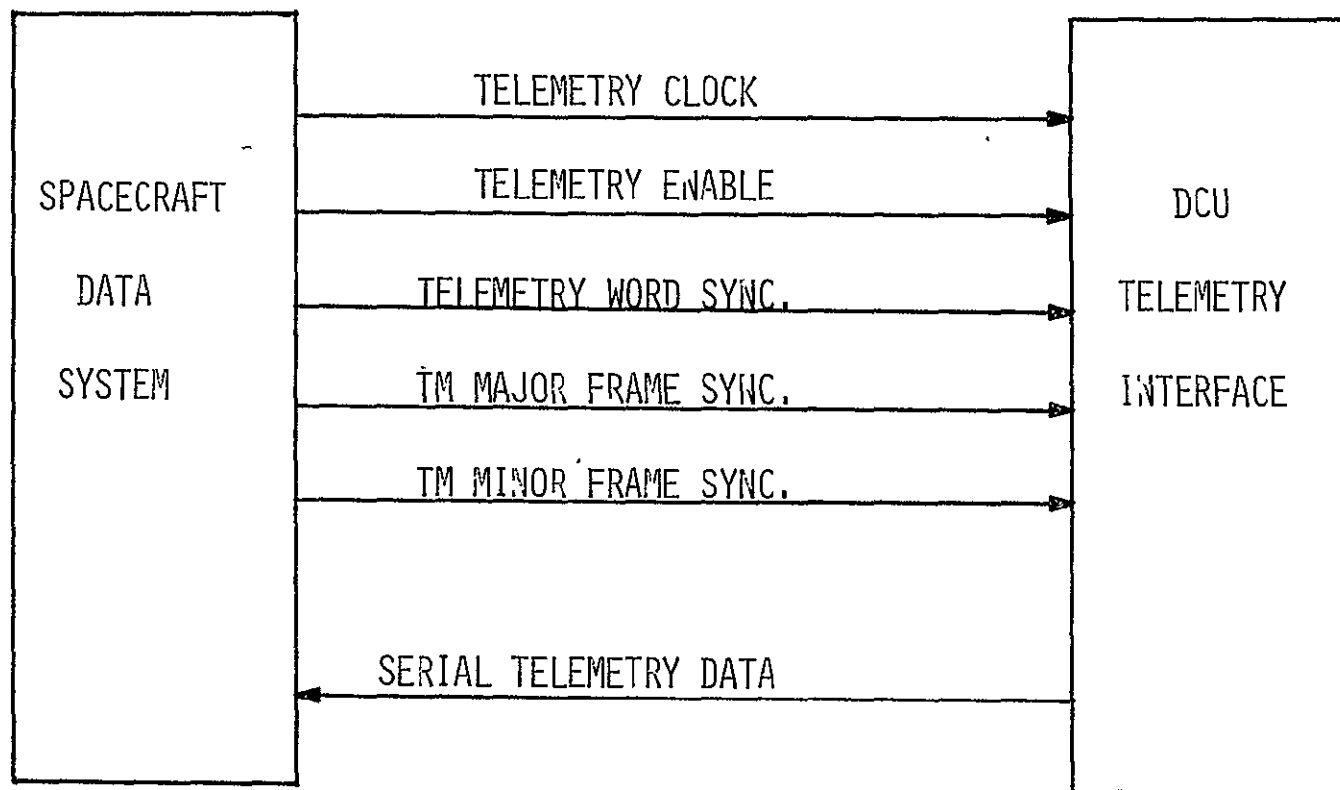 TELEMETRY CLOCK
TELEMETRY ENABLE
SPACECRAFT
DATA
SYSTEM
TELEMETRY WORD SYNC.
TM MAJOR FRAME SYNC.
TM MINOR FRAME SYNC.
SERIAL TELEMETRY DATA
DCU
TELEMETRY
INTERFACE